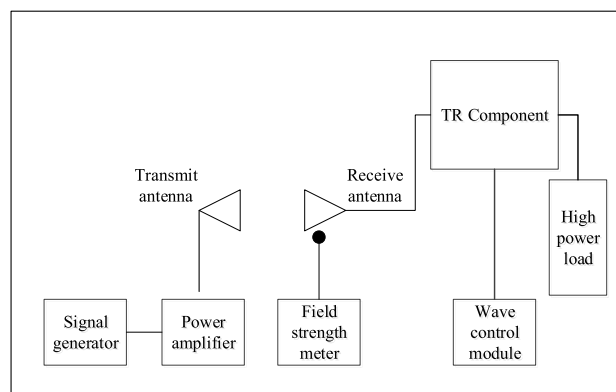 TR Component
Transmit
antenna
Receive
antenna
High
power
load
Signal
generator
Power
amplifier
Field
strength
meter
Wave
control
module